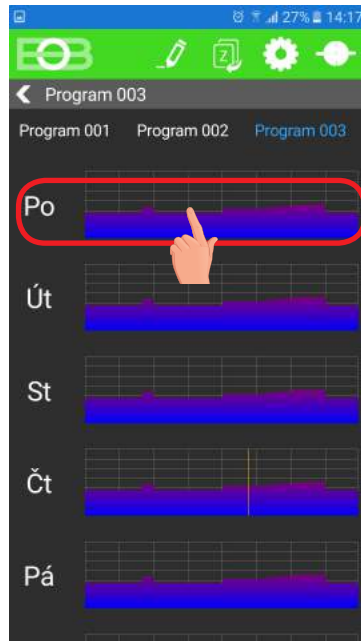 27% 14:17
EOB
Z
Program 003
Program 001 Program 002 Program 003
Po
Út
St
Čt
Pá